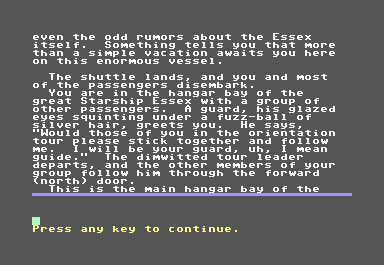 even the odd rumors about the Essex
itself.  Something tells you that more
than a simple vacation awaits you here
on this enormous vessel.
The shuttle lands, and you and most
of the passengers disembark.
You are in the hangar bay of the
great Starship Essex with a group of
other passengers.  A guard, his glazed
eyes squinting under a fuzz-ball of
silver hair, greets you.  He says,
"Would those of you in the orientation
tour please stick together and follow
me.  I will be your guard, uh, I mean
guide."  The dimwitted tour leader
departs, and the other members of your
group follow him through the forward
(north) door.
This is the main hangar bay of the
Press any key to continue.